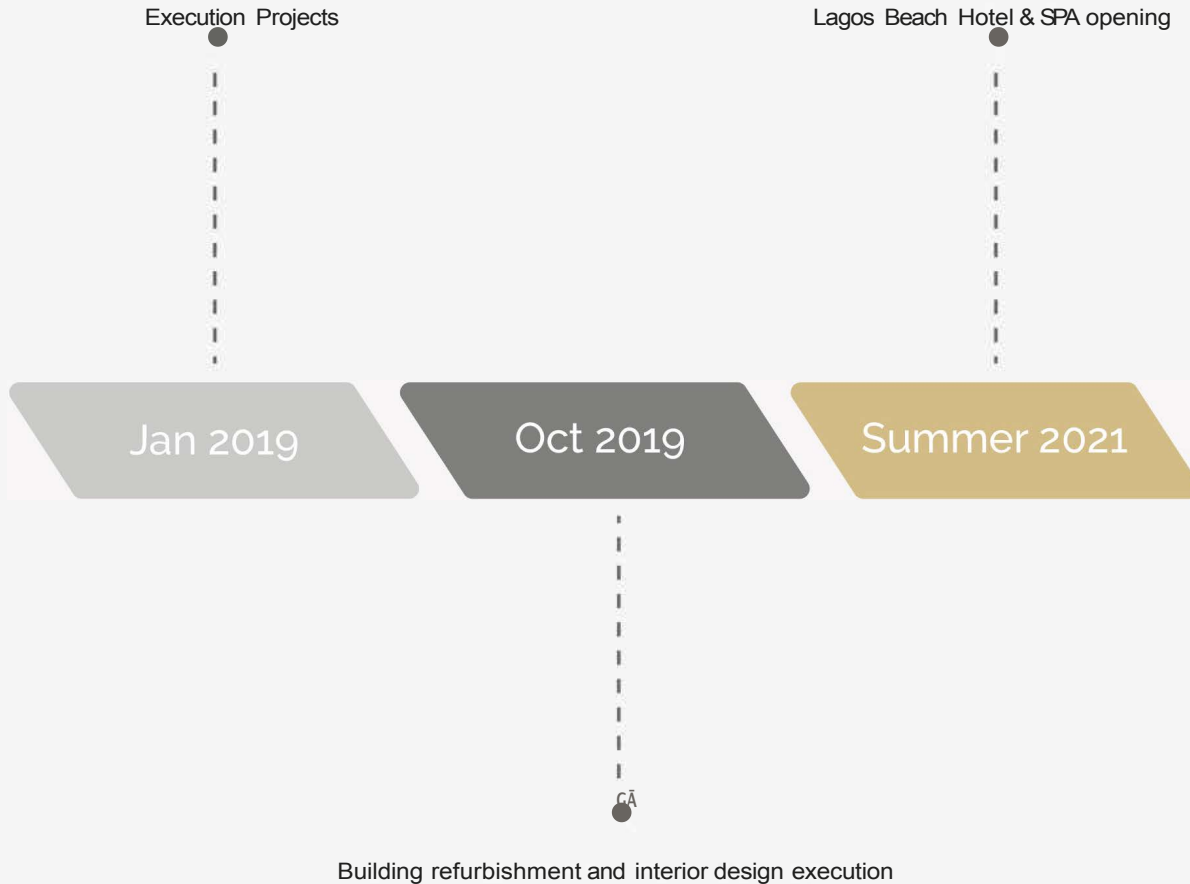 Execution Projects
Lagos Beach Hotel & SPA opening
Jan 2019
Oct 2019
Summer 2021
Building refurbishment and interior design execution